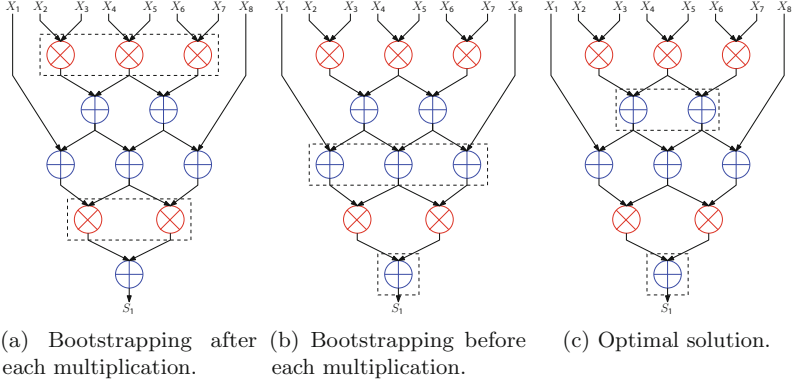 X1 X2 X3 X4 X5 X6 X7 X8 X1 X2 X3 X4 X5 X6 X7 X8 X1 X2 X3 X4 X5 X6 X7 X8
S1 S1 S1
(a) Bootstrapping after (b) Bootstrapping before (c) Optimal solution.
each multiplication. each multiplication.